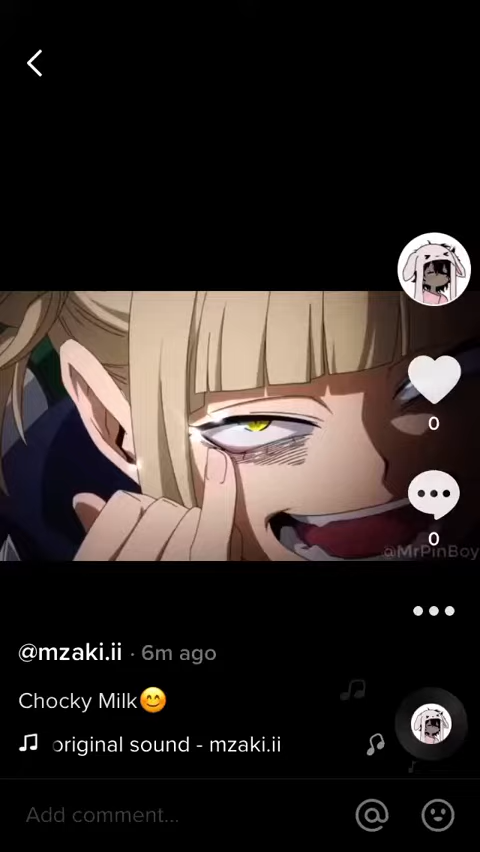 0
0
@MrPinBoy
@mzaki.ii · 6m ago
Chocky Milk😊
original sound - mzaki.ii
Add comment...